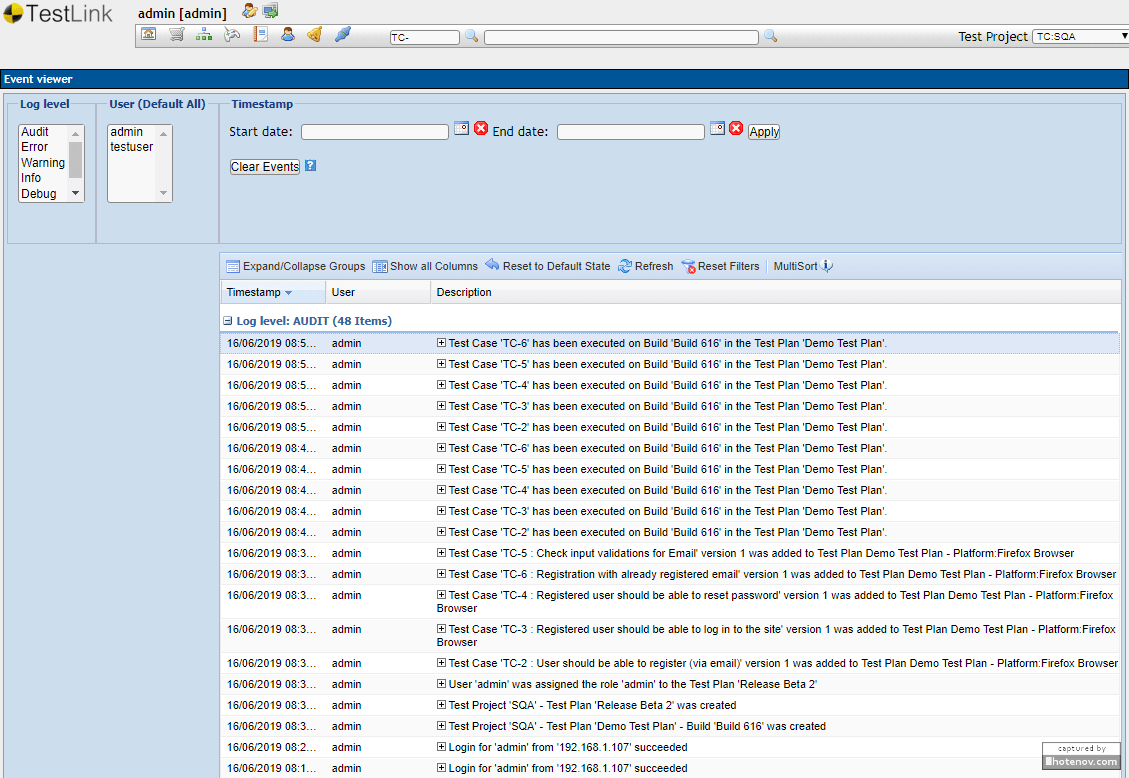 TestLink
admin [admin]
TC-
Test Project TC:SQA
Event viewer
Log level
User (Default All)
Timestamp
Audit
Error
Warning
Info
Debug
admin
testuser
Start date:
End date:
Apply
Clear Events
Expand/Collapse Groups Show all Columns Reset to Default State Refresh Reset Filters MultiSort
Timestamp User Description
Log level: AUDIT (48 Items)
16/06/2019 08:5... admin Test Case 'TC-6' has been executed on Build 'Build 616' in the Test Plan 'Demo Test Plan'.
16/06/2019 08:5... admin Test Case 'TC-5' has been executed on Build 'Build 616' in the Test Plan 'Demo Test Plan'.
16/06/2019 08:5... admin Test Case 'TC-4' has been executed on Build 'Build 616' in the Test Plan 'Demo Test Plan'.
16/06/2019 08:5... admin Test Case 'TC-3' has been executed on Build 'Build 616' in the Test Plan 'Demo Test Plan'.
16/06/2019 08:5... admin Test Case 'TC-2' has been executed on Build 'Build 616' in the Test Plan 'Demo Test Plan'.
16/06/2019 08:4... admin Test Case 'TC-6' has been executed on Build 'Build 616' in the Test Plan 'Demo Test Plan'.
16/06/2019 08:4... admin Test Case 'TC-5' has been executed on Build 'Build 616' in the Test Plan 'Demo Test Plan'.
16/06/2019 08:4... admin Test Case 'TC-4' has been executed on Build 'Build 616' in the Test Plan 'Demo Test Plan'.
16/06/2019 08:4... admin Test Case 'TC-3' has been executed on Build 'Build 616' in the Test Plan 'Demo Test Plan'.
16/06/2019 08:4... admin Test Case 'TC-2' has been executed on Build 'Build 616' in the Test Plan 'Demo Test Plan'.
16/06/2019 08:3... admin Test Case 'TC-5 : Check input validations for Email' version 1 was added to Test Plan Demo Test Plan - Platform:Firefox Browser
16/06/2019 08:3... admin Test Case 'TC-6 : Registration with already registered email' version 1 was added to Test Plan Demo Test Plan - Platform:Firefox Browser
16/06/2019 08:3... admin Test Case 'TC-4 : Registered user should be able to reset password' version 1 was added to Test Plan Demo Test Plan - Platform:Firefox
Browser
16/06/2019 08:3... admin Test Case 'TC-3 : Registered user should be able to log in to the site' version 1 was added to Test Plan Demo Test Plan - Platform:Firefox
Browser
16/06/2019 08:3... admin Test Case 'TC-2 : User should be able to register (via email)' version 1 was added to Test Plan Demo Test Plan - Platform:Firefox Browser
16/06/2019 08:3... admin User 'admin' was assigned the role 'admin' to the Test Plan 'Release Beta 2'
16/06/2019 08:3... admin Test Project 'SQA' - Test Plan 'Release Beta 2' was created
16/06/2019 08:3... admin Test Project 'SQA' - Test Plan 'Demo Test Plan' - Build 'Build 616' was created
16/06/2019 08:2... admin Login for 'admin' from '192.168.1.107' succeeded
16/06/2019 08:1... admin Login for 'admin' from '192.168.1.107' succeeded
captured by
hotenov.com